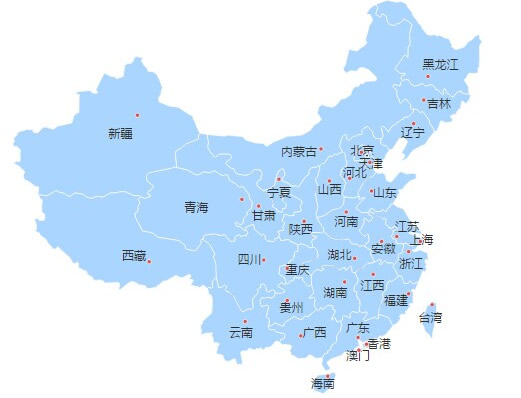 黑龙江
吉林
辽宁
新疆
内蒙古
北京
天津
河北
宁夏
山西
山东
青海
甘肃
陕西
河南
江苏
上海
安徽
西藏
四川
重庆
湖北
浙江
湖南
江西
福建
贵州
台湾
云南
广西
广东
香港
澳门
海南